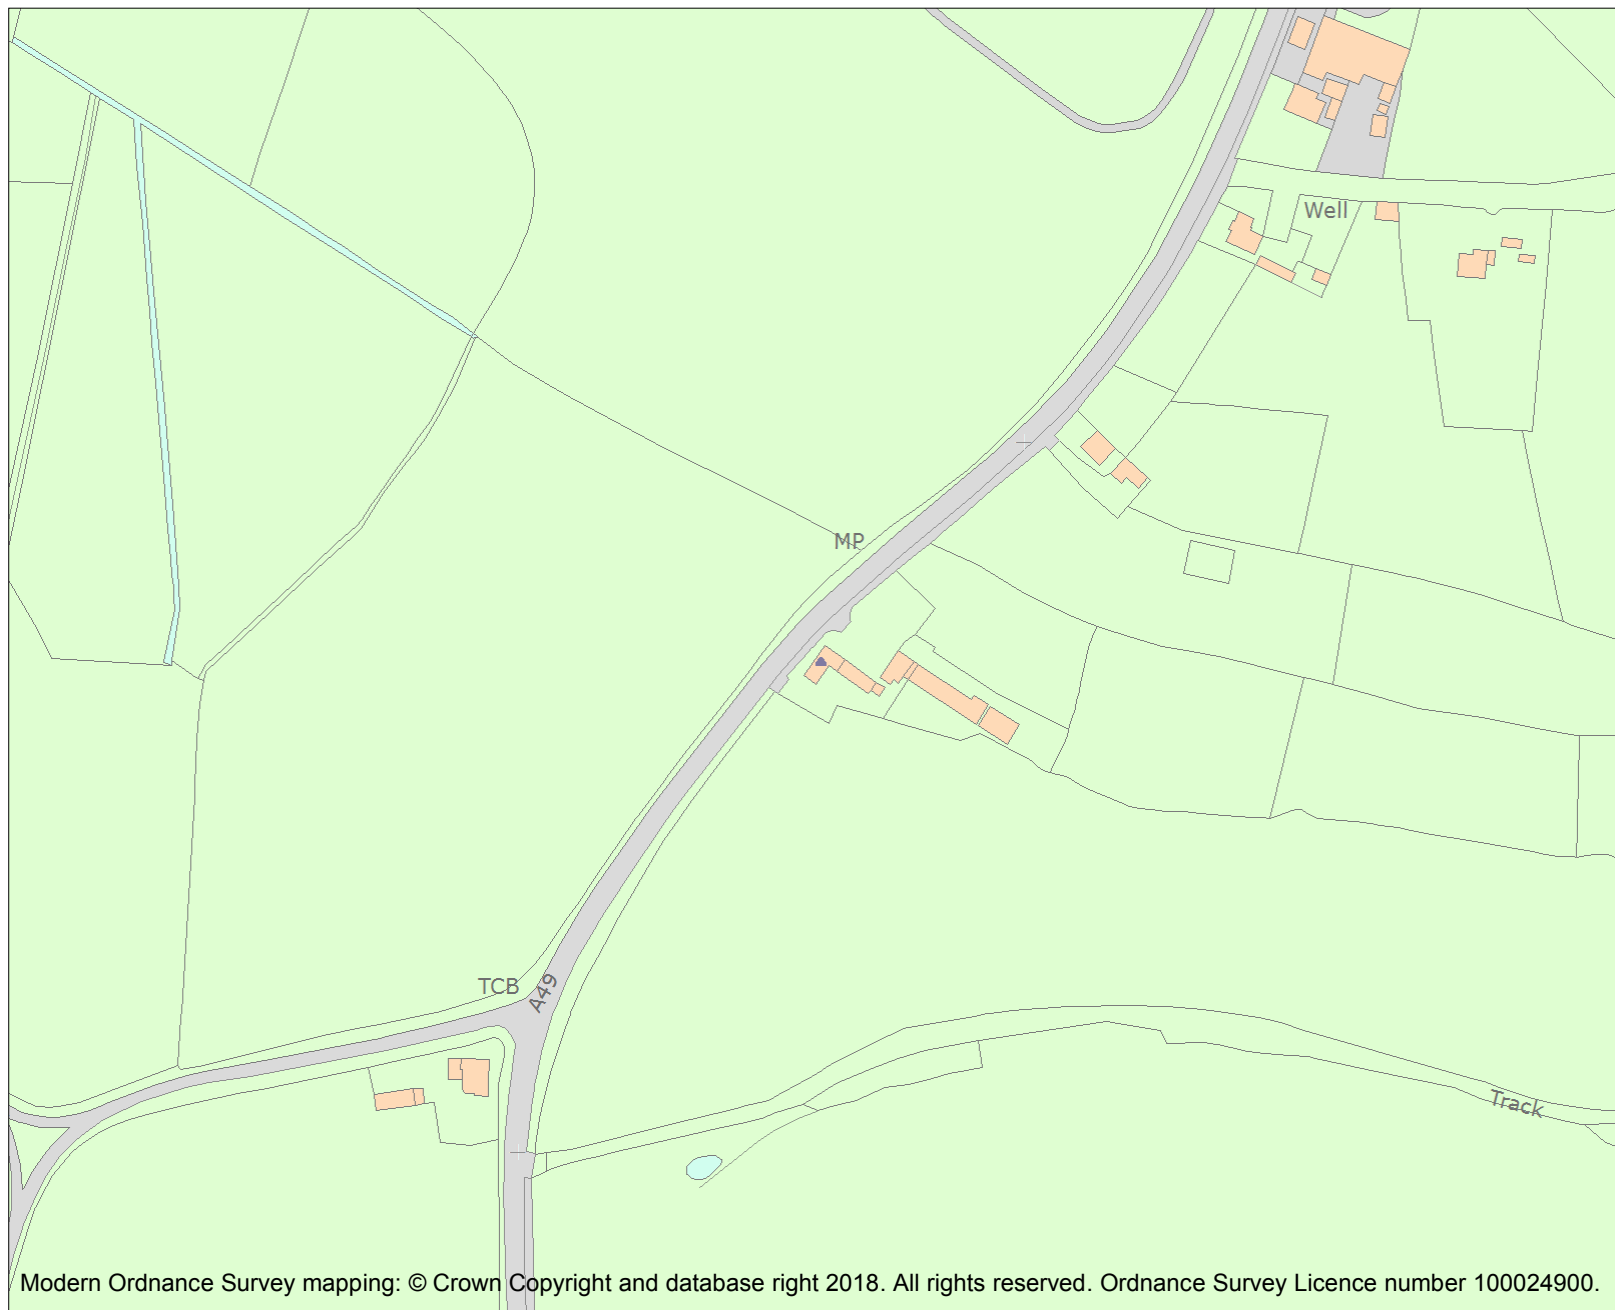 Well
MP
TCB
A49
Track
Modern Ordnance Survey mapping: © Crown Copyright and database right 2018. All rights reserved. Ordnance Survey Licence number 100024900.